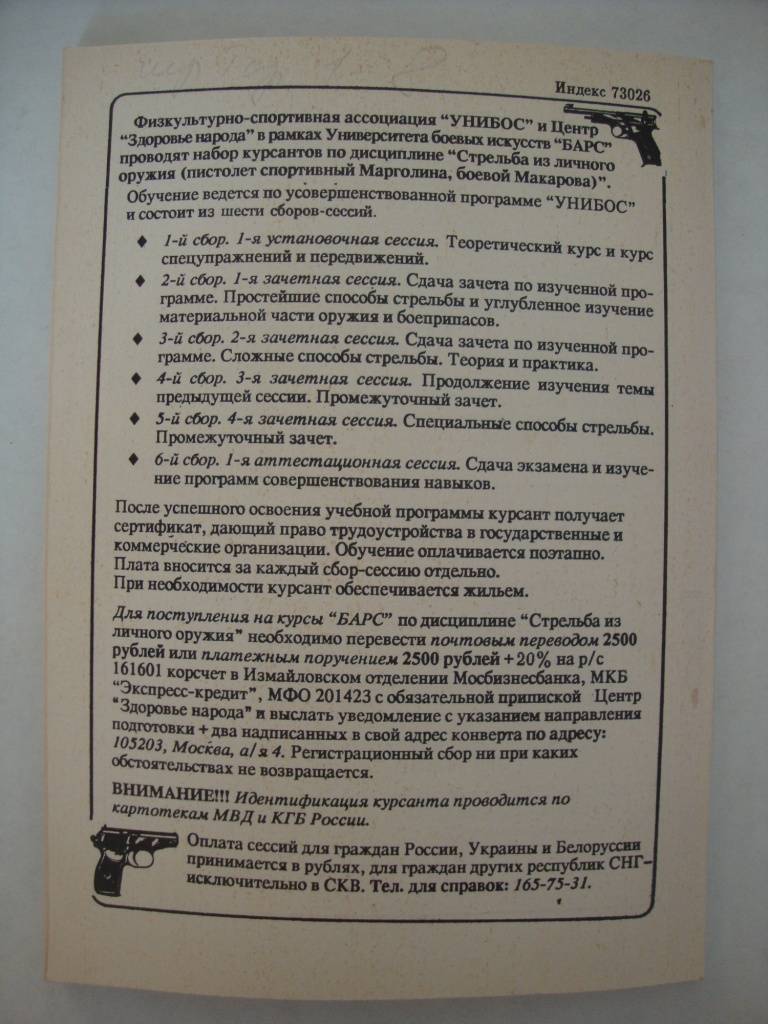 Индекс 73026
Физкультурно-спортивная ассоциация "УНИБОС" и Центр
"Здоровье народа" в рамках Университета боевых искусств "БАРС"
проводят набор курсантов по дисциплине "Стрельба из личного
оружия (пистолет спортивный Марголина, боевой Макарова)".
Обучение ведется по усовершенствованной программе "УНИБОС"
и состоит из шести сборов-сессий.
♦ 1-й сбор. 1-я установочная сессия. Теоретический курс и курс
спецупражнений и передвижений.
♦ 2-й сбор. 1-я зачетная сессия. Сдача зачета по изученной про-
грамме. Простейшие способы стрельбы и углубленное изучение
материальной части оружия и боеприпасов.
♦ 3-й сбор. 2-я зачетная сессия. Сдача зачета по изученной про-
грамме. Сложные способы стрельбы. Теория и практика.
♦ 4-й сбор. 3-я зачетная сессия. Продолжение изучения темы
предыдущей сессии. Промежуточный зачет.
♦ 5-й сбор. 4-я зачетная сессия. Специальные способы стрельбы.
Промежуточный зачет.
♦ 6-й сбор. 1-я аттестационная сессия. Сдача экзамена и изуче-
ние программ совершенствования навыков.
После успешного освоения учебной программы курсант получает
сертификат, дающий право трудоустройства в государственные и
коммерческие организации. Обучение оплачивается поэтапно.
Плата вносится за каждый сбор-сессию отдельно.
При необходимости курсант обеспечивается жильем.
Для поступления на курсы "БАРС" по дисциплине "Стрельба из
личного оружия" необходимо перевести почтовым переводом 2500
рублей или платежным поручением 2500 рублей + 20% на р/с
161601 корсчет в Измайловском отделении Мосбизнесбанка, МКБ
"Экспресс-кредит", МФО 201423 с обязательной припиской Центр
"Здоровье народа" и выслать уведомление с указанием направления
подготовки + два надписанных в свой адрес конверта по адресу:
105203, Москва, а/я 4. Регистрационный сбор ни при каких
обстоятельствах не возвращается.
ВНИМАНИЕ!!! Идентификация курсанта проводится по
картотекам МВД и КГБ России.
Оплата сессий для граждан России, Украины и Белоруссии
принимается в рублях, для граждан других республик СНГ-
исключительно в СКВ. Тел. для справок: 165-75-31.